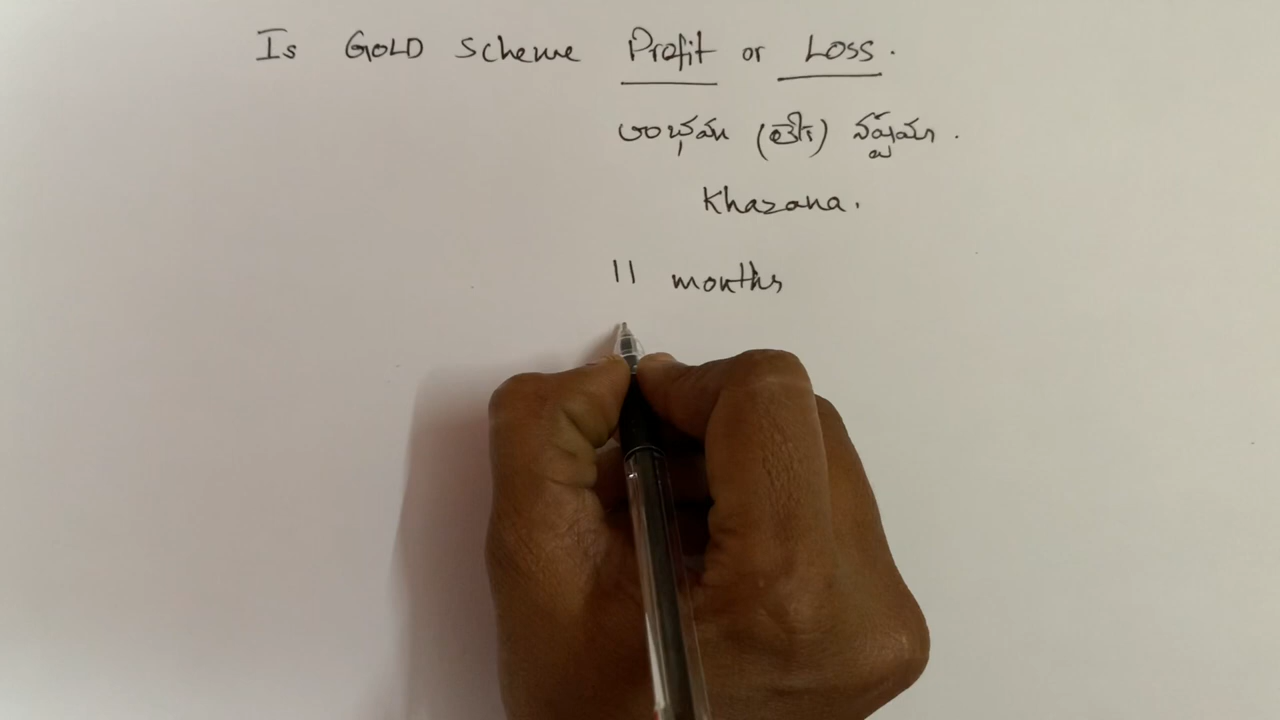 Is GOLD Scheme Profit or Loss.
లాభమా (లేక) నష్టమా.
Khazana.
11 months